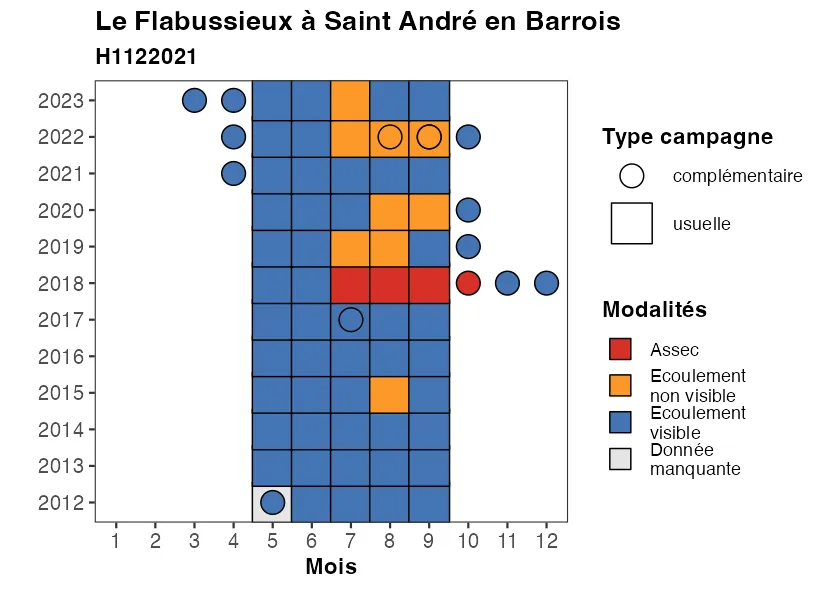 Le Flabussieux à Saint André en Barrois
H1122021
2023
2022
2021
2020
2019
2018
2017
2016
2015
2014
2013
2012
1 2 3 4 5 6 7 8 9 10 11 12
Mois
Type campagne
complémentaire
usuelle
Modalités
Assec
Ecoulement
non visible
Ecoulement
visible
Donnée
manquante